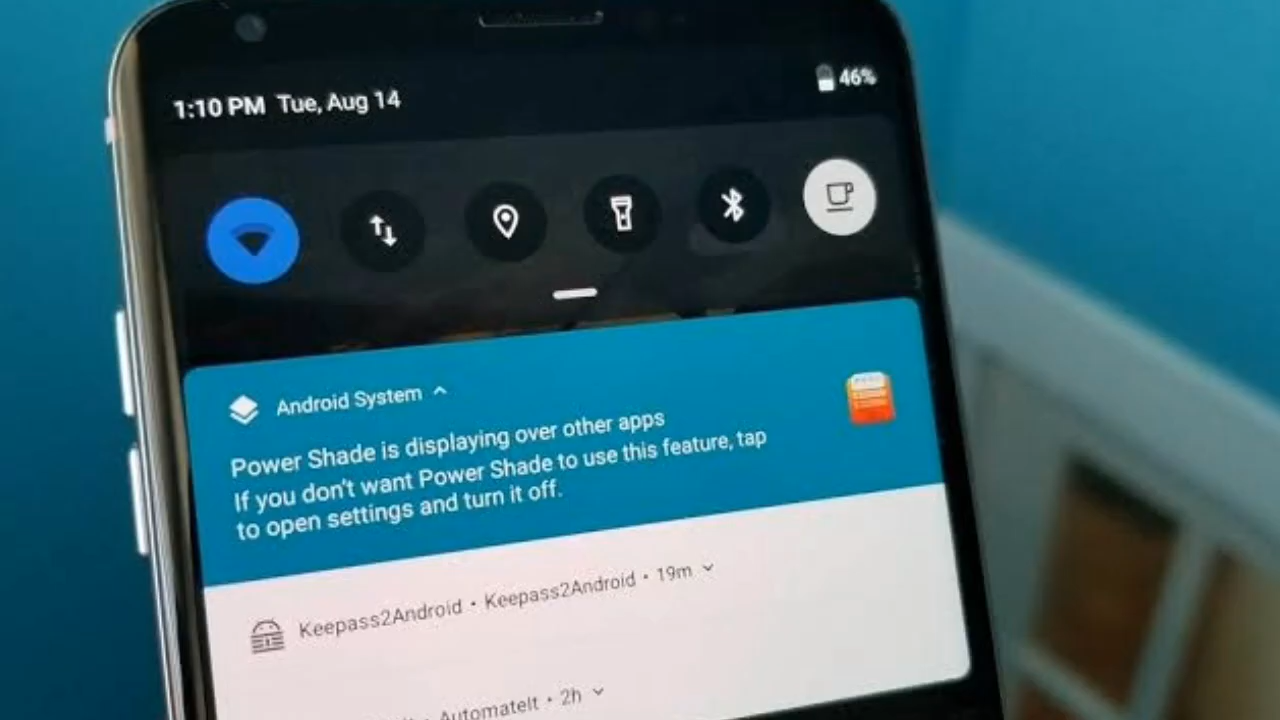 1:10 PM Tue, Aug 14 46%
Android System
Power Shade is displaying over other apps
If you don't want Power Shade to use this feature, tap
to open settings and turn it off.
Keepass2Android • Keepass2Android • 19m
• AutomateIt • 2h